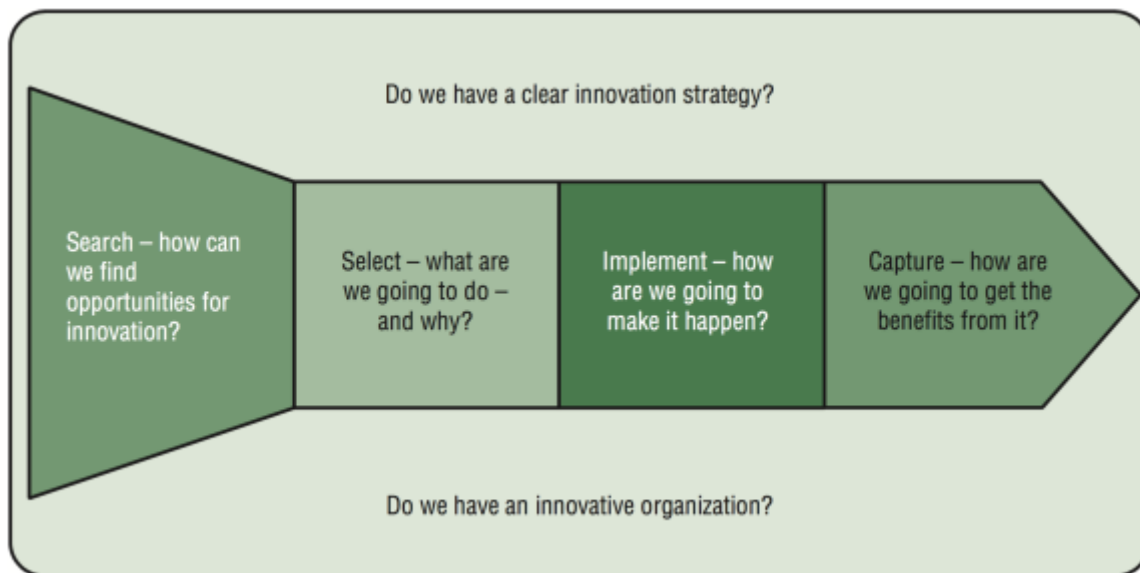 Do we have a clear innovation strategy?
Search – how can
we find
opportunities for
innovation?
Select – what are
we going to do –
and why?
Implement – how
are we going to
make it happen?
Capture – how are
we going to get the
benefits from it?
Do we have an innovative organization?